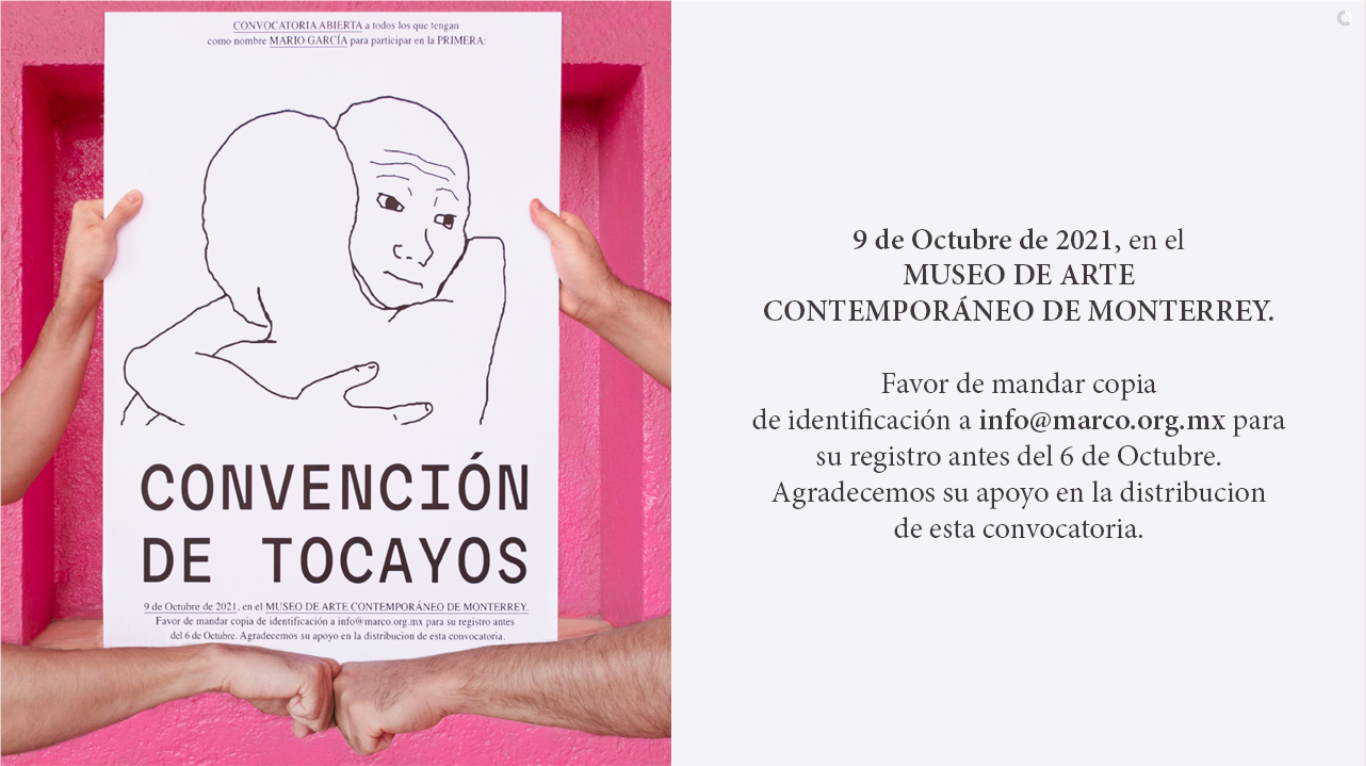 CONVOCATORIA ABIERTA a todos los que tengan
como nombre MARIO GARCÍA para participar en la PRIMERA:
CONVENCIÓN
DE TOCAYOS
9 de Octubre de 2021, en el MUSEO DE ARTE CONTEMPORÁNEO DE MONTERREY.
Favor de mandar copia de identificación a info@marco.org.mx para su registro antes
del 6 de Octubre. Agradecemos su apoyo en la distribucion de esta convocatoria.
9 de Octubre de 2021, en el
MUSEO DE ARTE
CONTEMPORÁNEO DE MONTERREY.
Favor de mandar copia
de identificación a info@marco.org.mx para
su registro antes del 6 de Octubre.
Agradecemos su apoyo en la distribucion
de esta convocatoria.